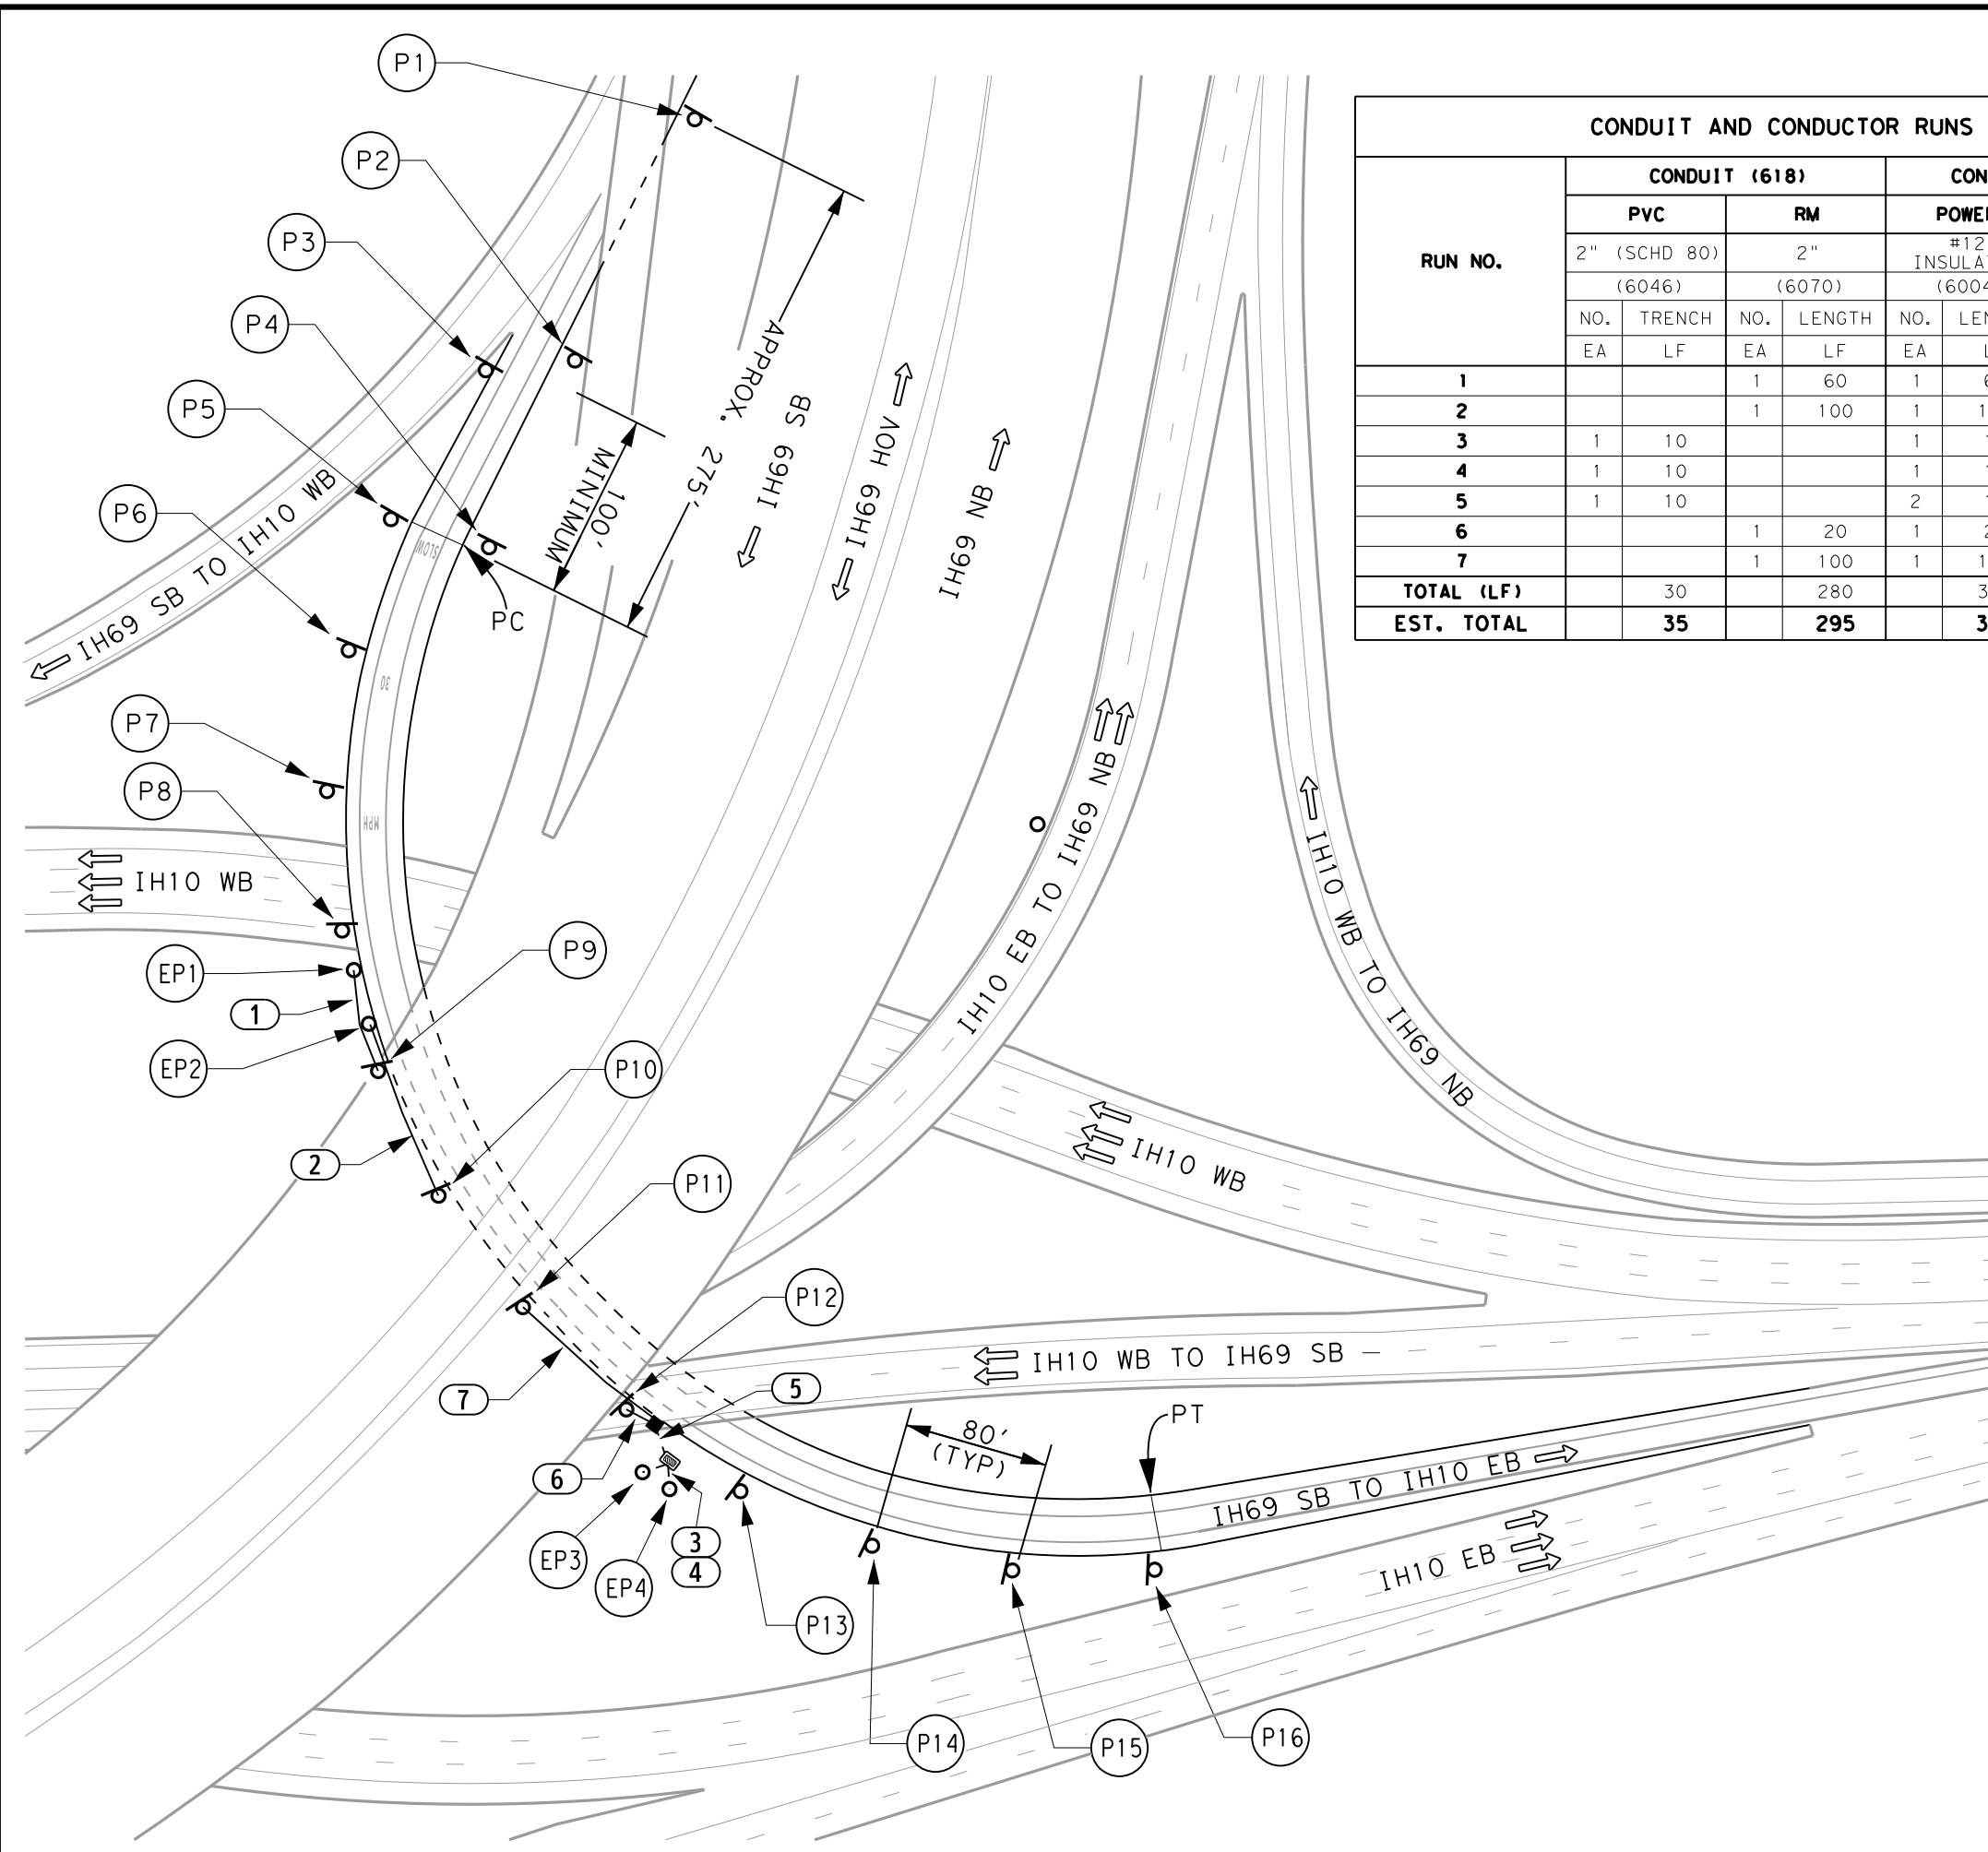 P1
P2
P3
P4
P5
P6
P7
P8
EP1
1
EP2
2
P9
P10
P11
P12
7
5
6
EP3
EP4
3
4
P13
P14
P15
P16
PC
PT
SLOW
30
MPH
100'
MINIMUM
APPROX. 275'
80'
(TYP)
IH69 SB TO IH10 WB
IH69 SB
IH69 HOV
IH69 NB
IH10 WB
IH10 EB TO IH69 NB
IH10 WB TO IH69 NB
IH10 WB
IH10 WB TO IH69 SB
IH69 SB TO IH10 EB
IH10 EB
CONDUIT AND CONDUCTOR RUNS
RUN NO. CONDUIT (618)
PVC RM
2" (SCHD 80) 2" #12
(6046) (6070)
NO. TRENCH NO. LENGTH NO.
EA LF EA LF EA
1 1 60 1
2 1 100 1
3 1 10 1
4 1 10 1
5 1 10 2
6 1 20 1
7 1 100 1
TOTAL (LF) 30 280
EST. TOTAL 35 295